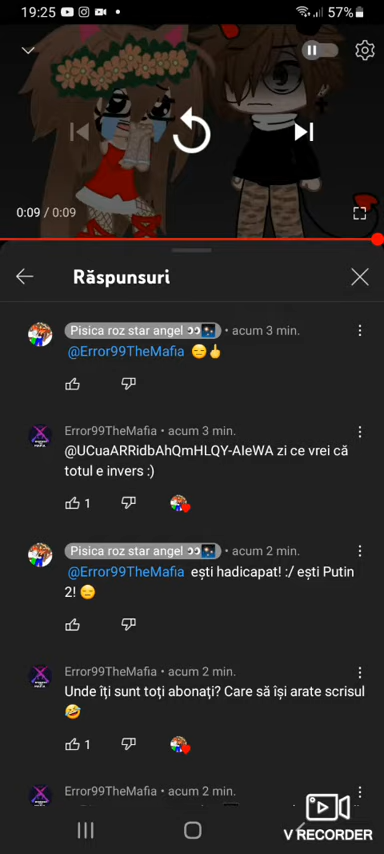 19:25
57%
0:09 / 0:09
Răspunsuri
Pisica roz star angel 👀🌃 • acum 3 min.
@Error99TheMafia 😑👆
Error99TheMafia • acum 3 min.
@UCuaARRidbAhQmHLQY-AIeWA zi ce vrei că
totul e invers :)
1
Pisica roz star angel 👀🌃 • acum 2 min.
@Error99TheMafia ești hadicapat! :/ ești Putin
2! 😑
Error99TheMafia • acum 2 min.
Unde îți sunt toți abonați? Care să își arate scrisul
🤣
1
Error99TheMafia • acum 2 min.
V RECORDER